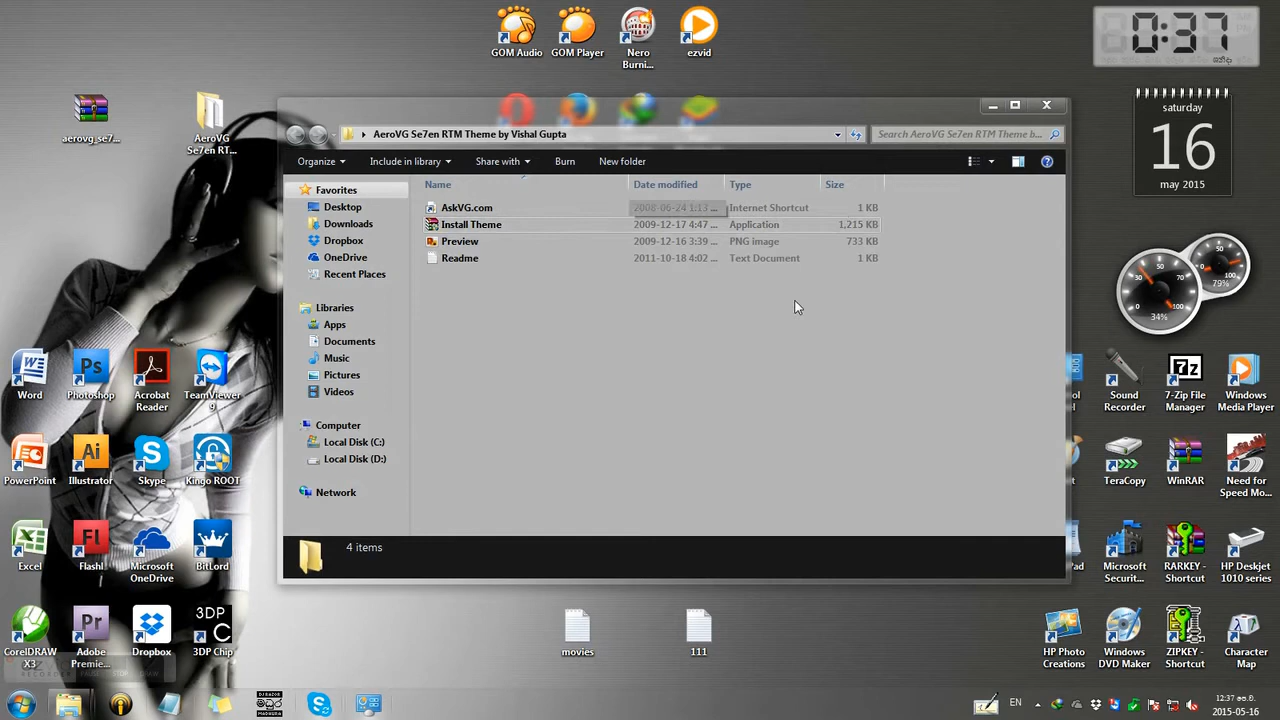 GOM Audio
GOM Player
Nero
Burni...
ezvid
0:37
saturday
16
may 2015
aerovg_se7...
AeroVG
Se7en RT...
AeroVG Se7en RTM Theme by Vishal Gupta
Search AeroVG Se7en RTM Theme b...
Organize
Include in library
Share with
Burn
New folder
Name
Date modified
Type
Size
AskVG.com
2008-06-24 1:13 ...
Internet Shortcut
1 KB
Install Theme
2009-12-17 4:47 ...
Application
1,215 KB
Preview
2009-12-16 3:39 ...
PNG image
733 KB
Readme
2011-10-18 4:02 ...
Text Document
1 KB
Favorites
Desktop
Downloads
Dropbox
OneDrive
Recent Places
Libraries
Apps
Documents
Music
Pictures
Videos
Computer
Local Disk (C:)
Local Disk (D:)
Network
4 items
34%
79%
Word
Photoshop
Acrobat
Reader
TeamViewer
9
PowerPoint
Illustrator
Skype
Kingo ROOT
Excel
Flash!
Microsoft
OneDrive
BitLord
CorelDRAW
X3
Adobe
Premie...
Dropbox
3DP
C
3DP Chip
movies
111
Sound
Recorder
7-Zip File
Manager
Windows
Media Player
TeraCopy
WinRAR
Need for
Speed Mo...
Microsoft
Securit...
RARKEY -
Shortcut
HP Deskjet
1010 series
HP Photo
Creations
Windows
DVD Maker
ZIPKEY -
Shortcut
Character
Map
EN
2015-05-16